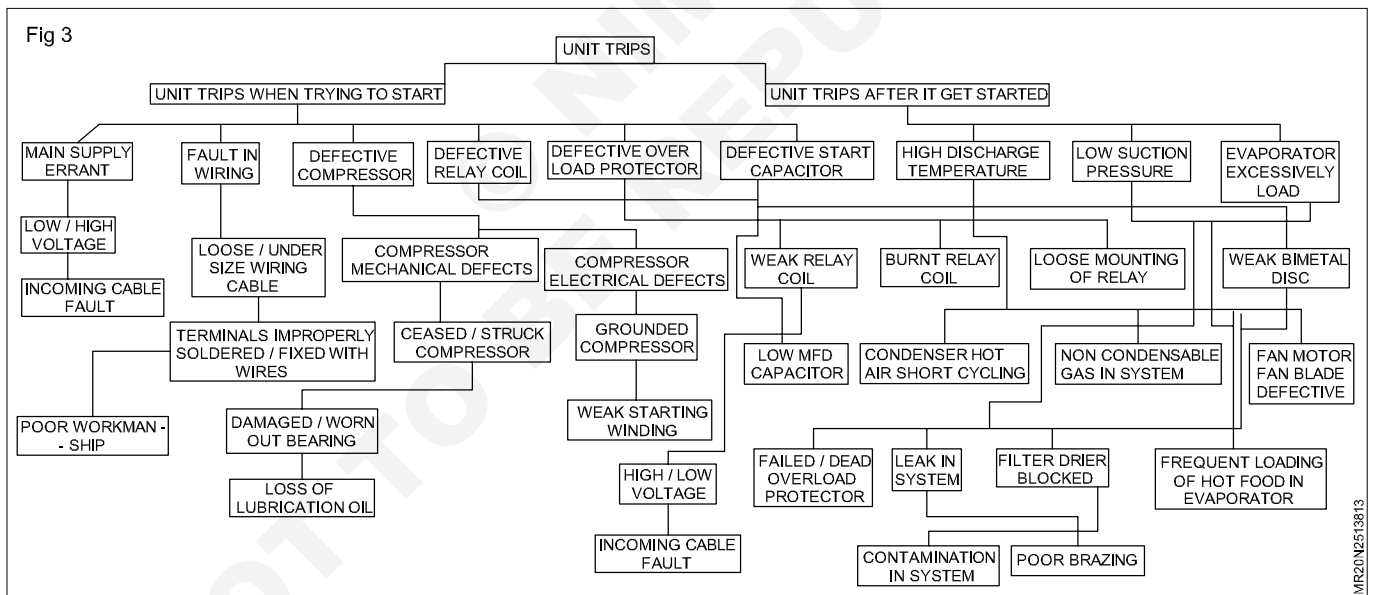 Fig 3
UNIT TRIPS
UNIT TRIPS WHEN TRYING TO START
UNIT TRIPS AFTER IT GET STARTED
MAIN SUPPLY
ERRANT
FAULT IN
WIRING
DEFECTIVE
COMPRESSOR
DEFECTIVE
RELAY COIL
DEFECTIVE OVER
LOAD PROTECTOR
DEFECTIVE START
CAPACITOR
HIGH DISCHARGE
TEMPERATURE
LOW SUCTION
PRESSURE
EVAPORATOR
EXCESSIVELY
LOAD
LOW / HIGH
VOLTAGE
LOOSE / UNDER
SIZE WIRING
CABLE
COMPRESSOR
MECHANICAL DEFECTS
COMPRESSOR
ELECTRICAL DEFECTS
WEAK RELAY
COIL
BURNT RELAY
COIL
LOOSE MOUNTING
OF RELAY
WEAK BIMETAL
DISC
INCOMING CABLE
FAULT
TERMINALS IMPROPERLY
SOLDERED / FIXED WITH
WIRES
CEASED / STRUCK
COMPRESSOR
GROUNDED
COMPRESSOR
LOW MFD
CAPACITOR
CONDENSER HOT
AIR SHORT CYCLING
NON CONDENSABLE
GAS IN SYSTEM
FAN MOTOR
FAN BLADE
DEFECTIVE
POOR WORKMAN -
- SHIP
DAMAGED / WORN
OUT BEARING
WEAK STARTING
WINDING
HIGH / LOW
VOLTAGE
FAILED / DEAD
OVERLOAD
PROTECTOR
LEAK IN
SYSTEM
FILTER DRIER
BLOCKED
FREQUENT LOADING
OF HOT FOOD IN
EVAPORATOR
LOSS OF
LUBRICATION OIL
INCOMING CABLE
FAULT
CONTAMINATION
IN SYSTEM
POOR BRAZING
MR20N2513813